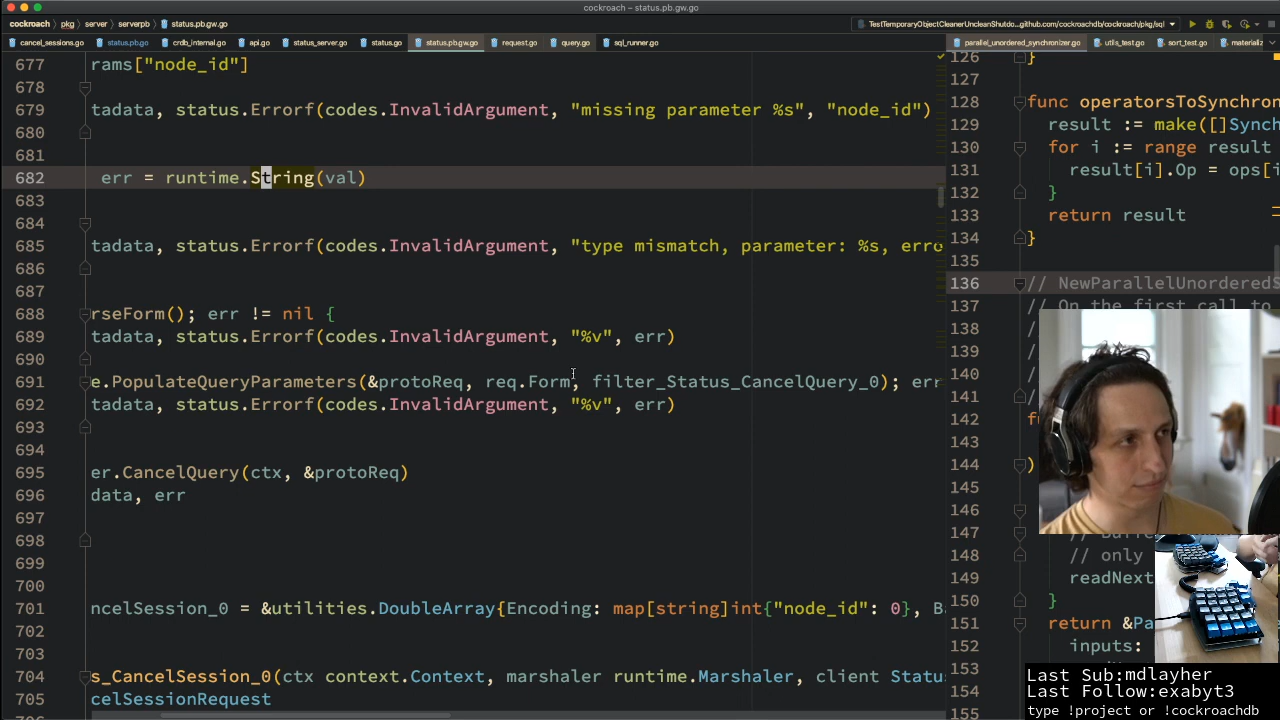 cockroach – status.pb.gw.go
cockroach › pkg › server › serverpb › status.pb.gw.go
TestTemporaryObjectCleanerUncleanShutdo...github.com/cockroachdb/cockroach/pkg/sql
cancel_sessions.go
status.pb.go
crdb_internal.go
api.go
status_server.go
status.go
status.pb.gw.go
request.go
query.go
sql_runner.go
677 rams["node_id"]
678
679 tadata, status.Errorf(codes.InvalidArgument, "missing parameter %s", "node_id")
680
681
682 err = runtime.String(val)
683
684
685 tadata, status.Errorf(codes.InvalidArgument, "type mismatch, parameter: %s, erro
686
687
688 rseForm(); err != nil {
689 tadata, status.Errorf(codes.InvalidArgument, "%v", err)
690
691 e.PopulateQueryParameters(&protoReq, req.Form, filter_Status_CancelQuery_0); err
692 tadata, status.Errorf(codes.InvalidArgument, "%v", err)
693
694
695 er.CancelQuery(ctx, &protoReq)
696 data, err
697
698
699
700
701 ncelSession_0 = &utilities.DoubleArray{Encoding: map[string]int{"node_id": 0}, Ba
702
703
704 s_CancelSession_0(ctx context.Context, marshaler runtime.Marshaler, client Statu
705 celSessionRequest
parallel_unordered_synchronizer.go
utils_test.go
sort_test.go
materializ
126 }
127
128 func operatorsToSynchron
129 result := make([]Synch
130 for i := range result
131 result[i].Op = ops[i
132 }
133 return result
134 }
135
136 // NewParallelUnorderedS
137 // On the first call to
138 //
139 /
140 /
141 /
142 fu
143
144 )
145
146
147
148 // only
149 readNext
150 }
151 return &Pa
152 inputs:
153
154
155
Last Sub:mdlayher
Last Follow:exabyt3
type !project or !cockroachdb